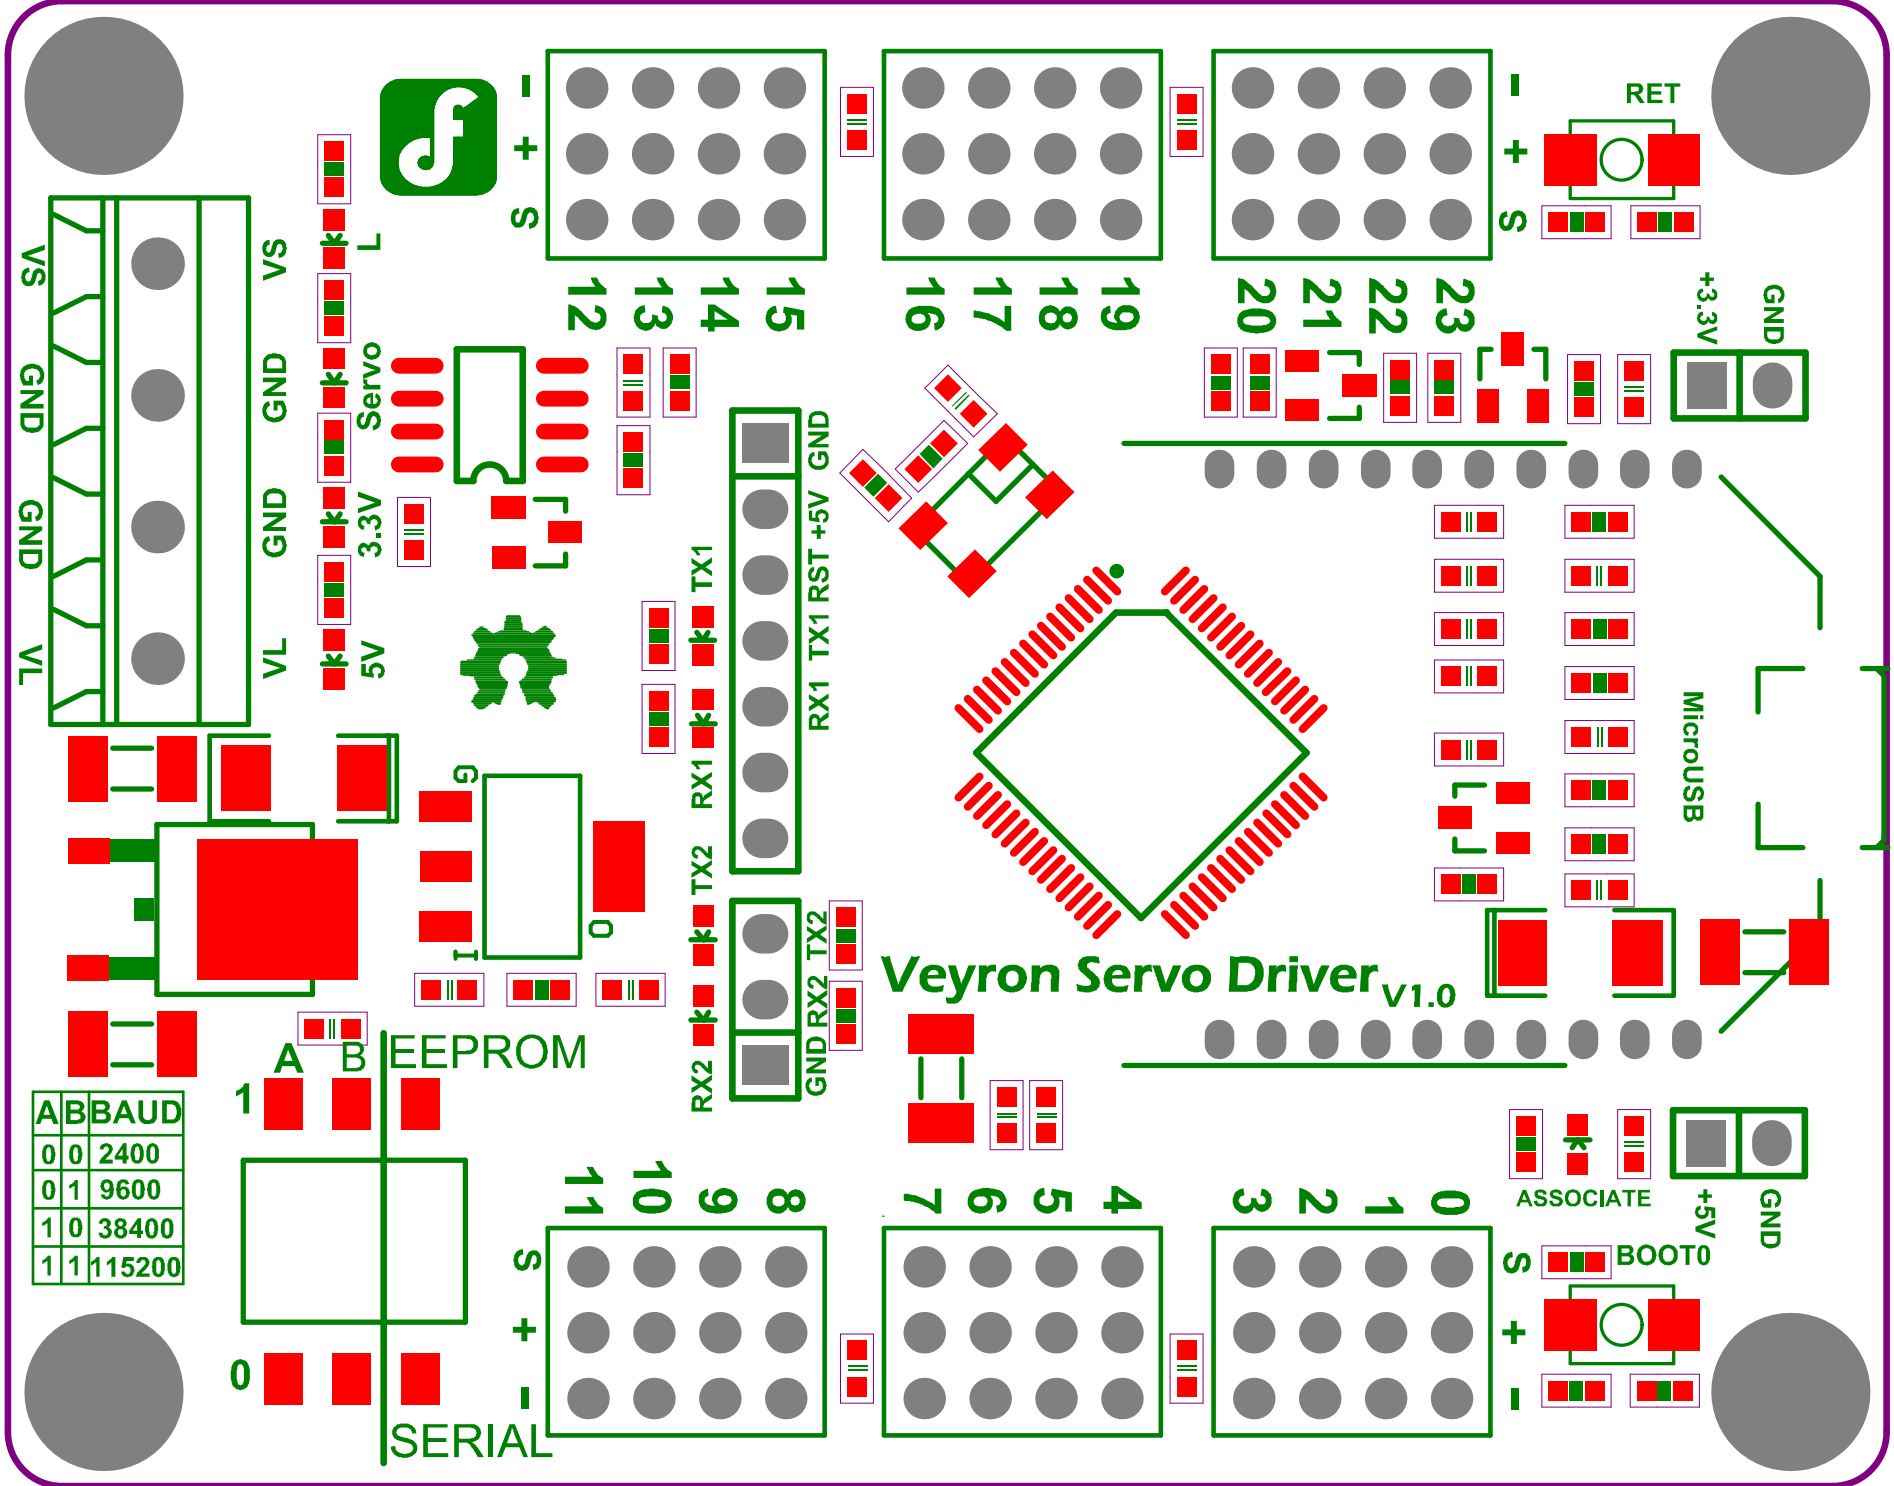 RET
-
+
S
-
+
S
12 13 14 15
16 17 18 19
20 21 22 23
+3.3V
GND
VS
GND
GND
VL
VS
GND
GND
VL
L
Servo
3.3V
5V
GND
+5V
RST
TX1
RX1
TX1
RX1
TX2
RX2
TX2
RX2
GND
G
I
O
MicroUSB
Veyron Servo Driver V1.0
A B EEPROM
1
0
SERIAL
A B BAUD
0 0 2400
0 1 9600
1 0 38400
1 1 115200
11 10 9 8
7 6 5 4
3 2 1 0
S
+
-
S
+
-
ASSOCIATE
+5V
GND
BOOT0